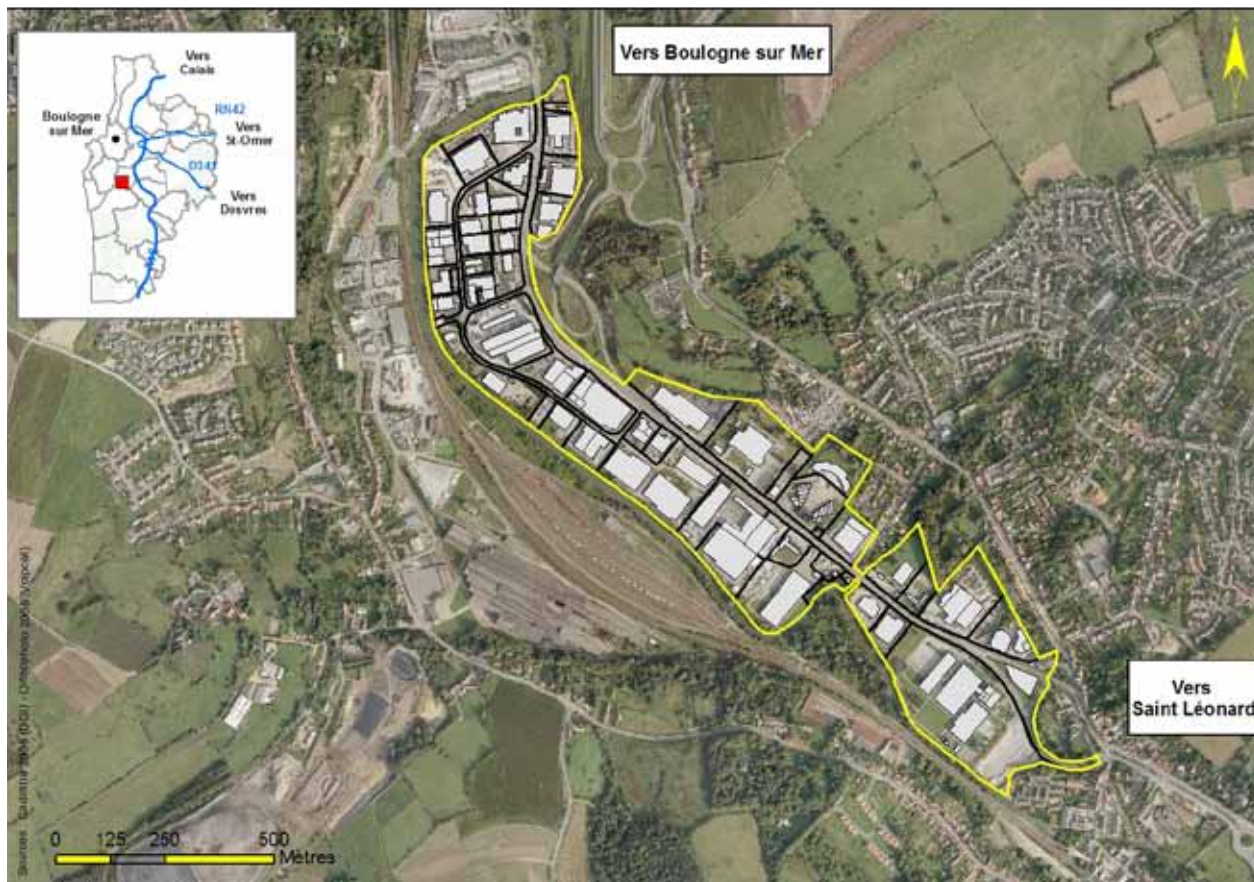 Vers Boulogne sur Mer
Vers
Calais
RN42
Boulogne
sur Mer
Vers
St-Omer
Vers
Desvres
Vers
Saint Léonard
0 125 250 500
Mètres